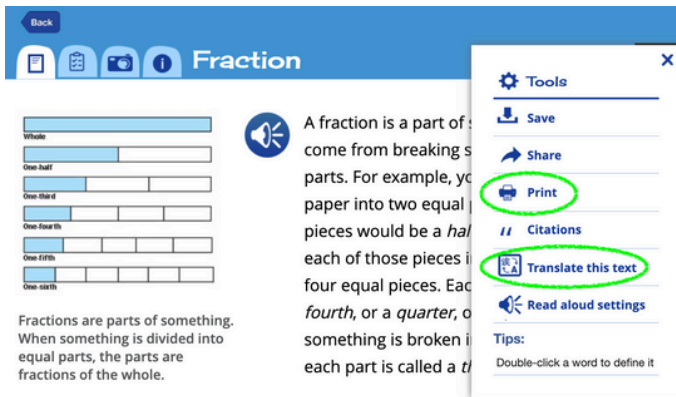 Back
Fraction
Whole
One-half
One-third
One-fourth
One-fifth
One-sixth
Fractions are parts of something.
When something is divided into
equal parts, the parts are
fractions of the whole.
A fraction is a part of
come from breaking s
parts. For example, yo
paper into two equal
pieces would be a hal
each of those pieces i
four equal pieces. Eac
fourth, or a quarter, o
something is broken i
each part is called a t
Tools
Save
Share
Print
Citations
Translate this text
Read aloud settings
Tips:
Double-click a word to define it